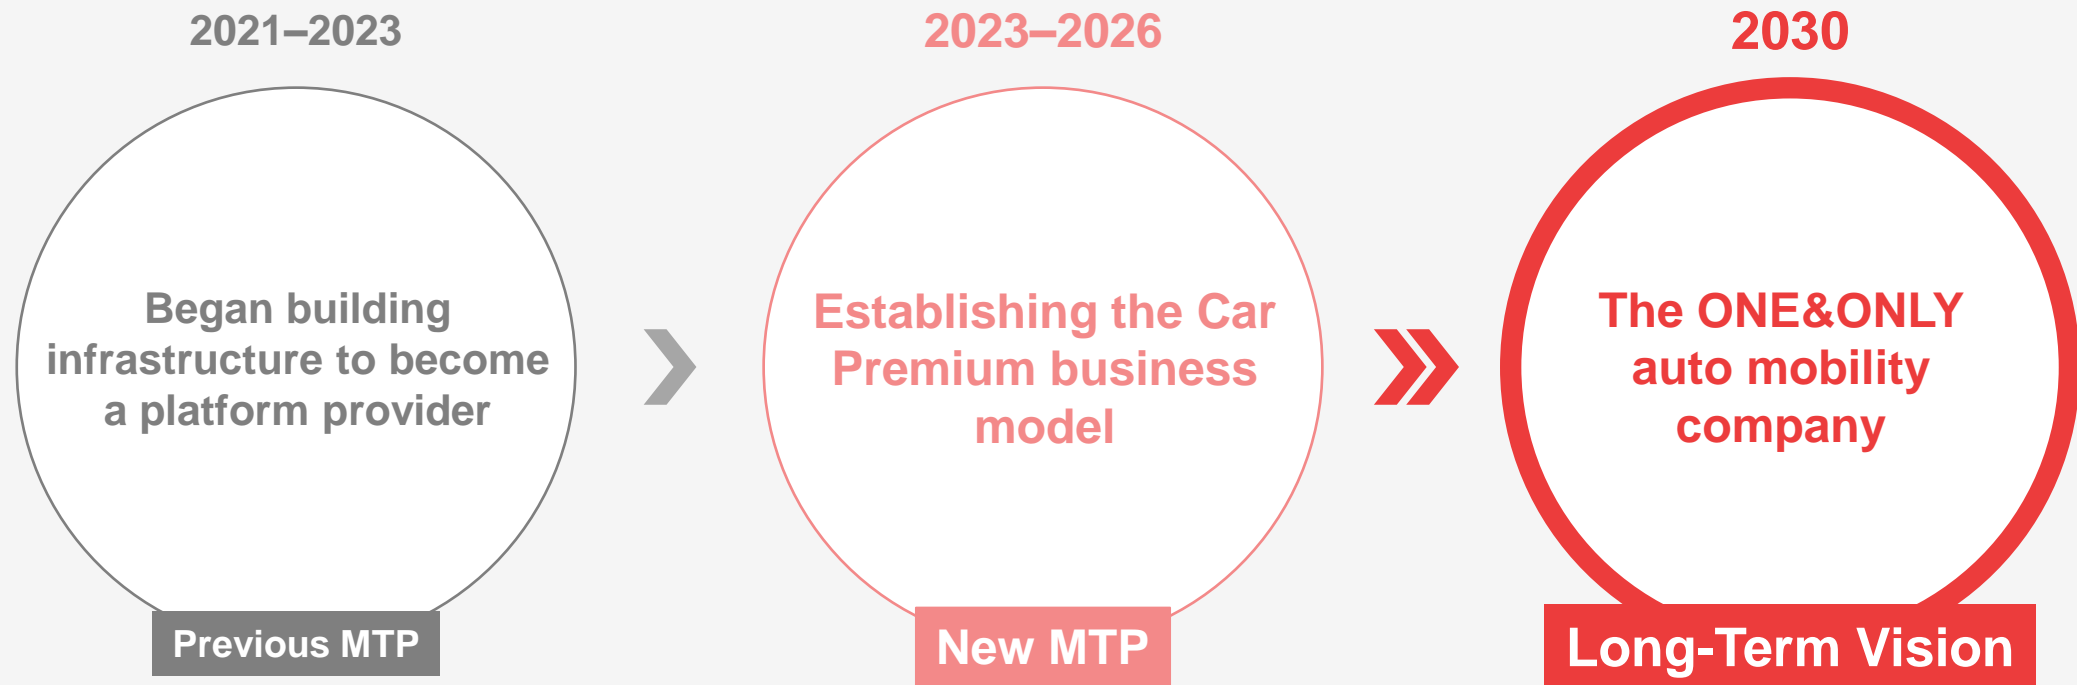 2021–2023
Began building
infrastructure to become
a platform provider
Previous MTP
2023–2026
Establishing the Car
Premium business
model
New MTP
2030
The ONE&ONLY
auto mobility
company
Long-Term Vision